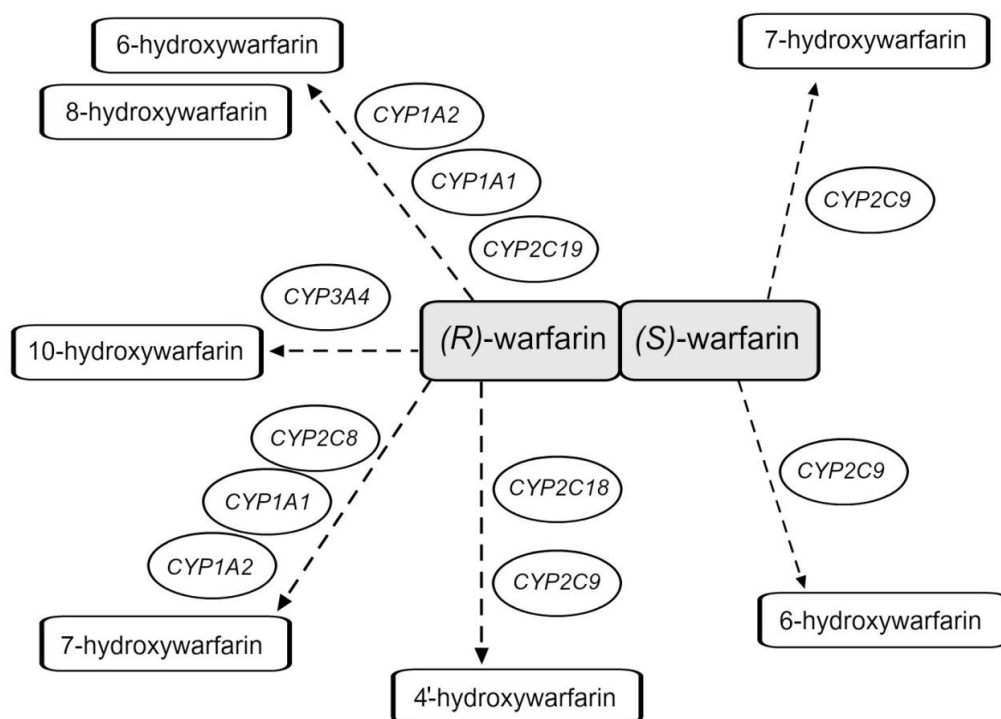 6-hydroxywarfarin
7-hydroxywarfarin
8-hydroxywarfarin
CYP1A2
CYP1A1
CYP2C9
CYP2C19
CYP3A4
(R)-warfarin
(S)-warfarin
10-hydroxywarfarin
CYP2C8
CYP2C18
CYP2C9
CYP1A1
CYP1A2
CYP2C9
7-hydroxywarfarin
6-hydroxywarfarin
4'-hydroxywarfarin